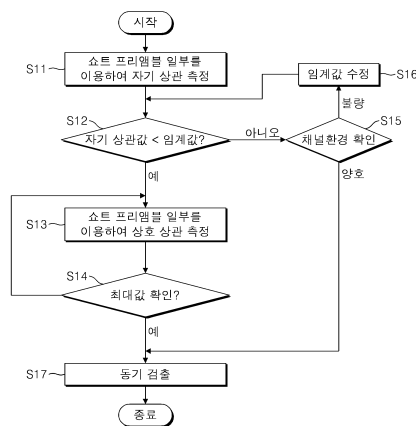 시작
S11
쇼트 프리앰블 일부를
이용하여 자기 상관 측정
임계값 수정
S16
불량
S12
자기 상관값 < 임계값?
아니오
S15
채널환경 확인
예
양호
S13
쇼트 프리앰블 일부를
이용하여 상호 상관 측정
S14
최대값 확인?
예
S17
동기 검출
종료